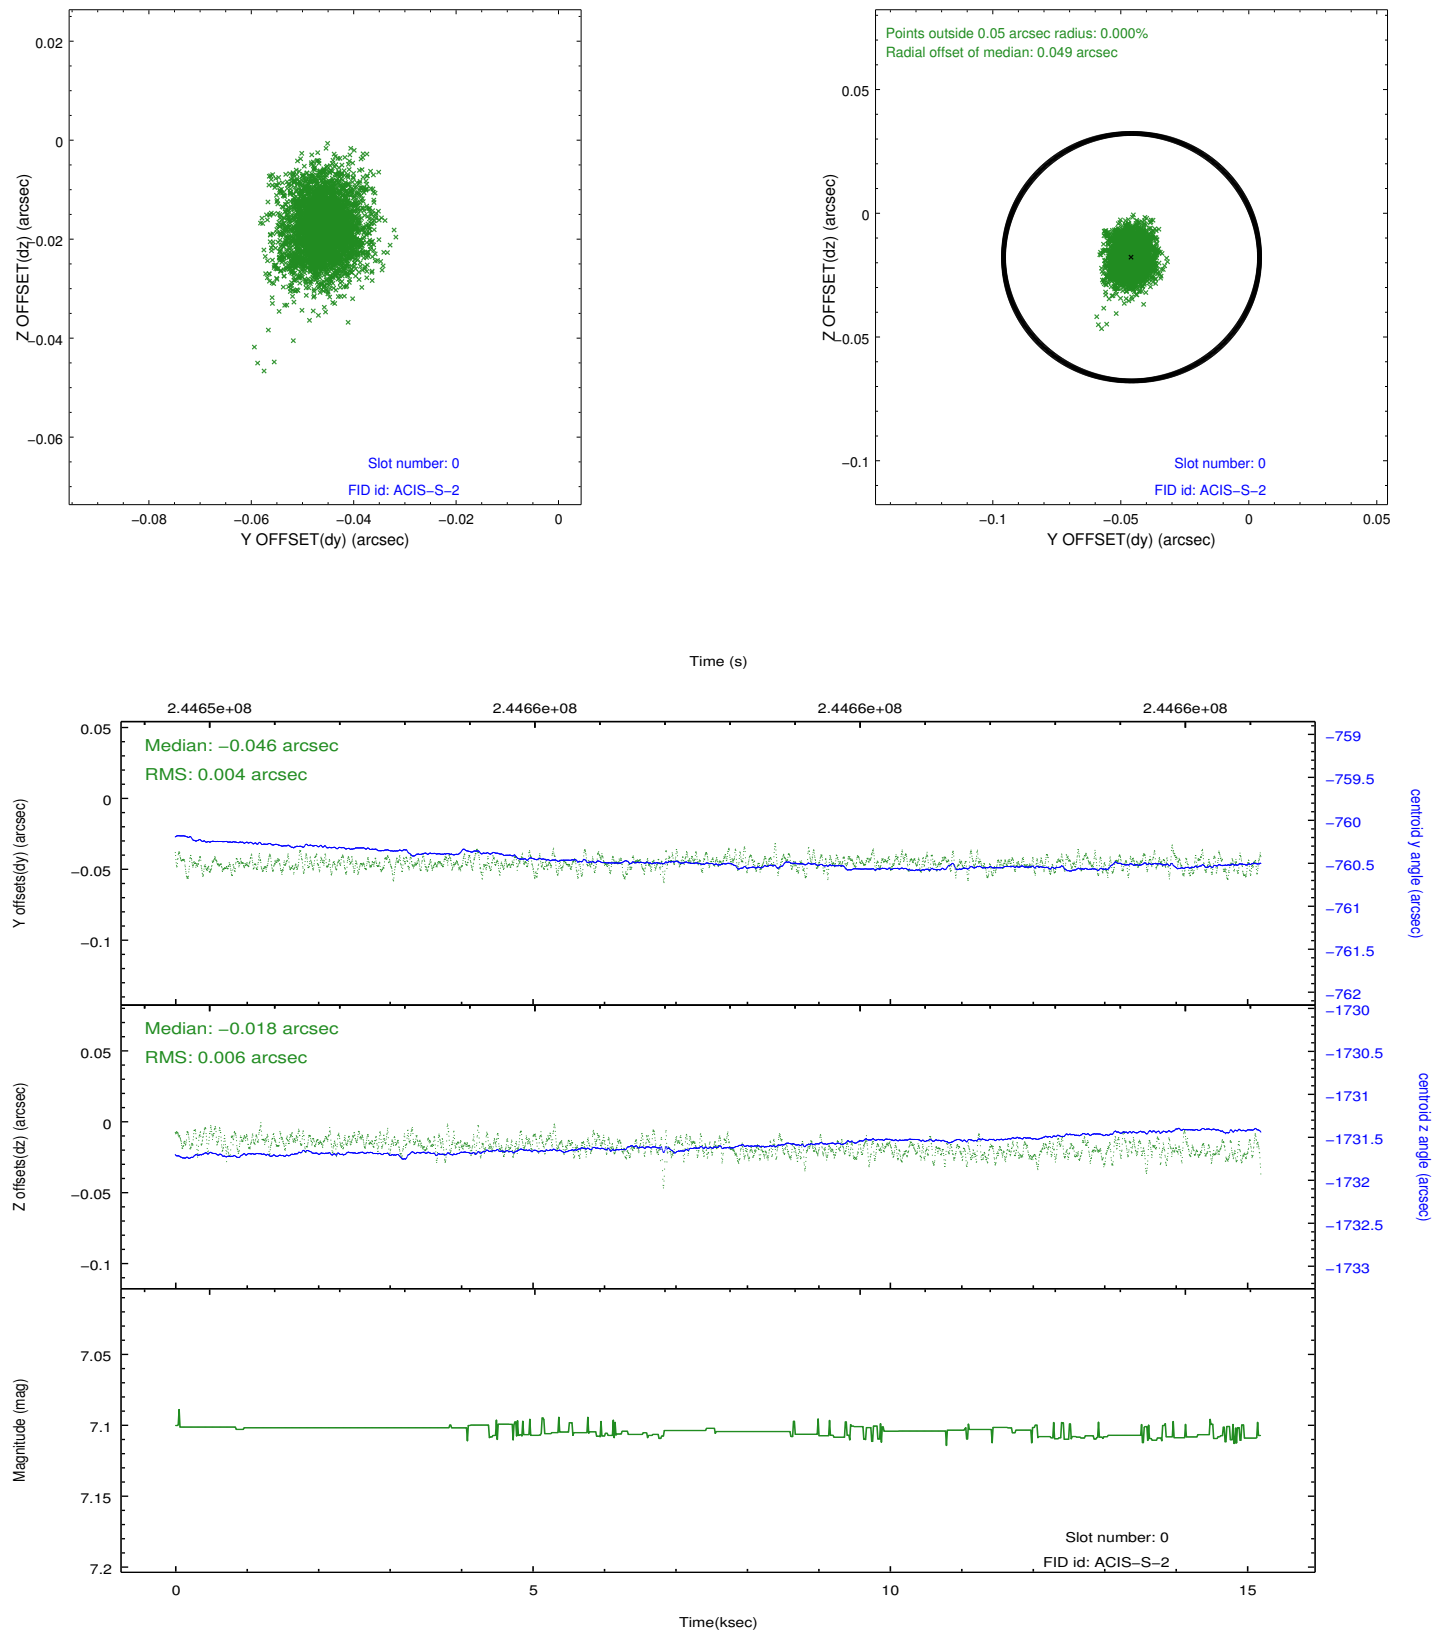 0.02
0
−0.02
−0.04
−0.06
Z OFFSET(dz) (arcsec)
Slot number: 0
FID id: ACIS−S−2
−0.08
−0.06
−0.04
−0.02
0
Y OFFSET(dy) (arcsec)
Points outside 0.05 arcsec radius: 0.000%
Radial offset of median: 0.049 arcsec
0.05
0
−0.05
−0.1
Z OFFSET(dz) (arcsec)
Slot number: 0
FID id: ACIS−S−2
−0.1
−0.05
0
0.05
Y OFFSET(dy) (arcsec)
Time (s)
2.4465e+08
2.4466e+08
2.4466e+08
2.4466e+08
Median: −0.046 arcsec
RMS: 0.004 arcsec
0.05
0
−0.05
−0.1
Y offsets(dy) (arcsec)
−759
−759.5
−760
−760.5
−761
−761.5
−762
centroid y angle (arcsec)
Median: −0.018 arcsec
RMS: 0.006 arcsec
0.05
0
−0.05
−0.1
Z offsets(dz) (arcsec)
−1730
−1730.5
−1731
−1731.5
−1732
−1732.5
−1733
centroid z angle (arcsec)
7.05
7.1
7.15
7.2
Magnitude (mag)
Slot number: 0
FID id: ACIS−S−2
0
5
10
15
Time(ksec)